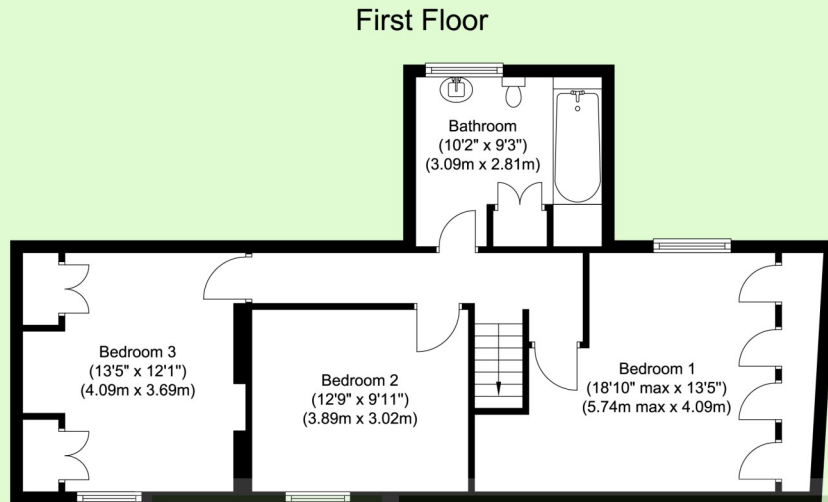 First Floor
Bathroom
(10'2" x 9'3")
(3.09m x 2.81m)
Bedroom 3
(13'5" x 12'1")
(4.09m x 3.69m)
Bedroom 2
(12'9" x 9'11")
(3.89m x 3.02m)
Bedroom 1
(18'10" max x 13'5")
(5.74m max x 4.09m)